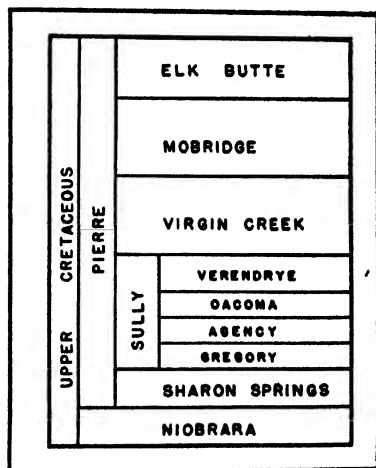 UPPER CRETACEOUS
PIERRE
ELK BUTTE
MOBRIDGE
VIRGIN CREEK
SULLY
VERENDRYE
OACOMA
AGENCY
GREGORY
SHARON SPRINGS
NIOBRARA